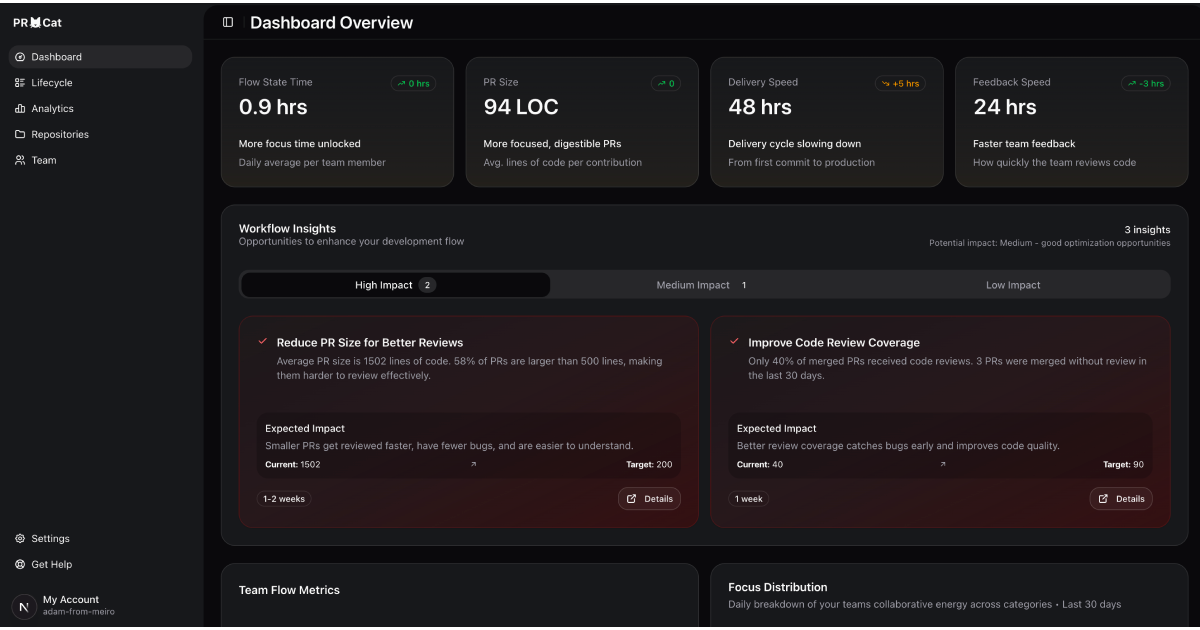 PR Cat
Dashboard
Lifecycle
Analytics
Repositories
Team
Settings
Get Help
N
My Account
adam-from-meiro
Dashboard Overview
Flow State Time
0 hrs
0.9 hrs
More focus time unlocked
Daily average per team member
PR Size
0
94 LOC
More focused, digestible PRs
Avg. lines of code per contribution
Delivery Speed
+5 hrs
48 hrs
Delivery cycle slowing down
From first commit to production
Feedback Speed
-3 hrs
24 hrs
Faster team feedback
How quickly the team reviews code
Workflow Insights
Opportunities to enhance your development flow
3 insights
Potential impact: Medium - good optimization opportunities
High Impact 2
Medium Impact 1
Low Impact
Reduce PR Size for Better Reviews
Average PR size is 1502 lines of code. 58% of PRs are larger than 500 lines, making
them harder to review effectively.
Expected Impact
Smaller PRs get reviewed faster, have fewer bugs, and are easier to understand.
Current: 1502
Target: 200
1-2 weeks
Details
Improve Code Review Coverage
Only 40% of merged PRs received code reviews. 3 PRs were merged without review in
the last 30 days.
Expected Impact
Better review coverage catches bugs early and improves code quality.
Current: 40
Target: 90
1 week
Details
Team Flow Metrics
Focus Distribution
Daily breakdown of your teams collaborative energy across categories • Last 30 days